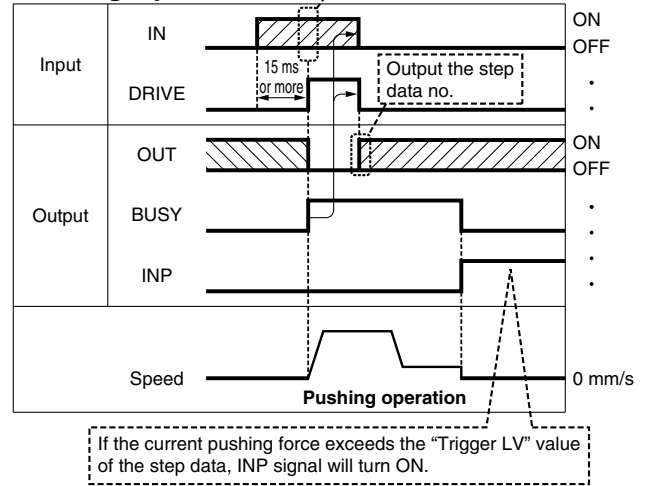 IN
ON
OFF
Input
15 ms
or more
Output the step
data no.
DRIVE
OUT
ON
OFF
Output
BUSY
INP
Speed
0 mm/s
Pushing operation
If the current pushing force exceeds the “Trigger LV” value
of the step data, INP signal will turn ON.